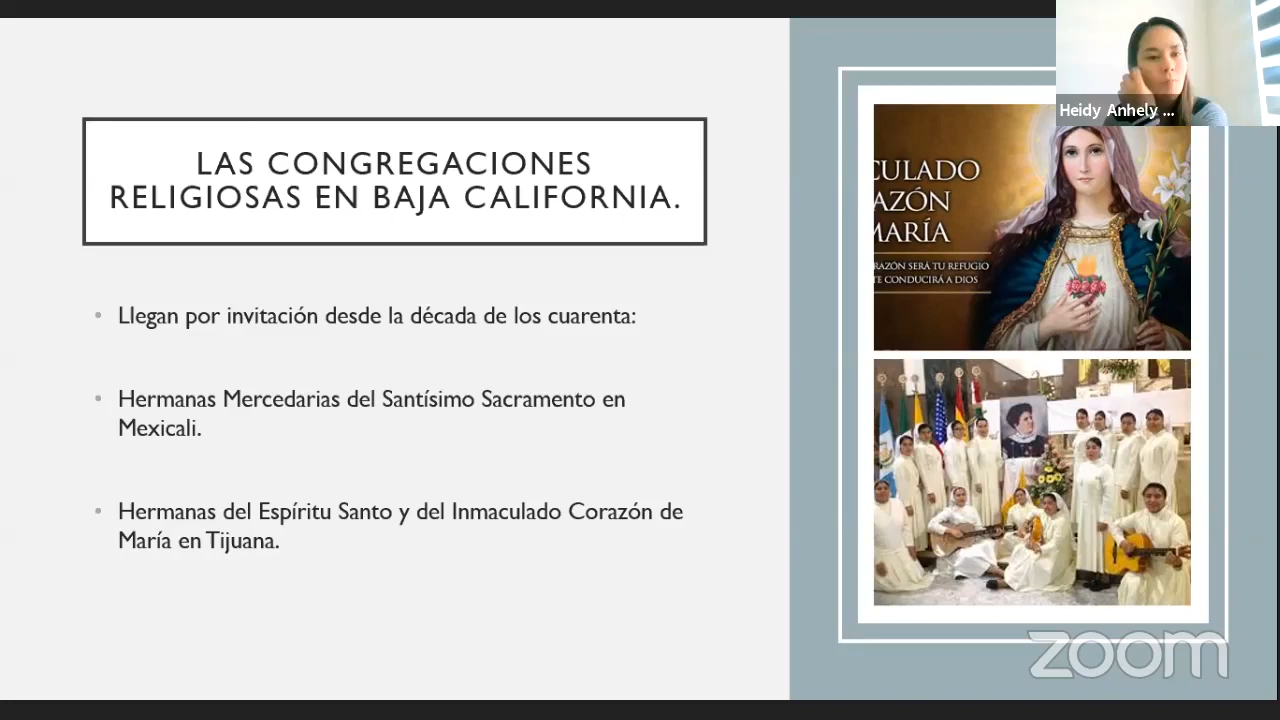 LAS CONGREGACIONES
RELIGIOSAS EN BAJA CALIFORNIA.
• Llegan por invitación desde la década de los cuarenta:
• Hermanas Mercedarias del Santísimo Sacramento en
Mexicali.
• Hermanas del Espíritu Santo y del Inmaculado Corazón de
María en Tijuana.
Heidy Anhely ...
CULADO
AZÓN
MARÍA
RAZÓN SERÁ TU REFUGIO
TE CONDUCIRÁ A DIOS
zoom